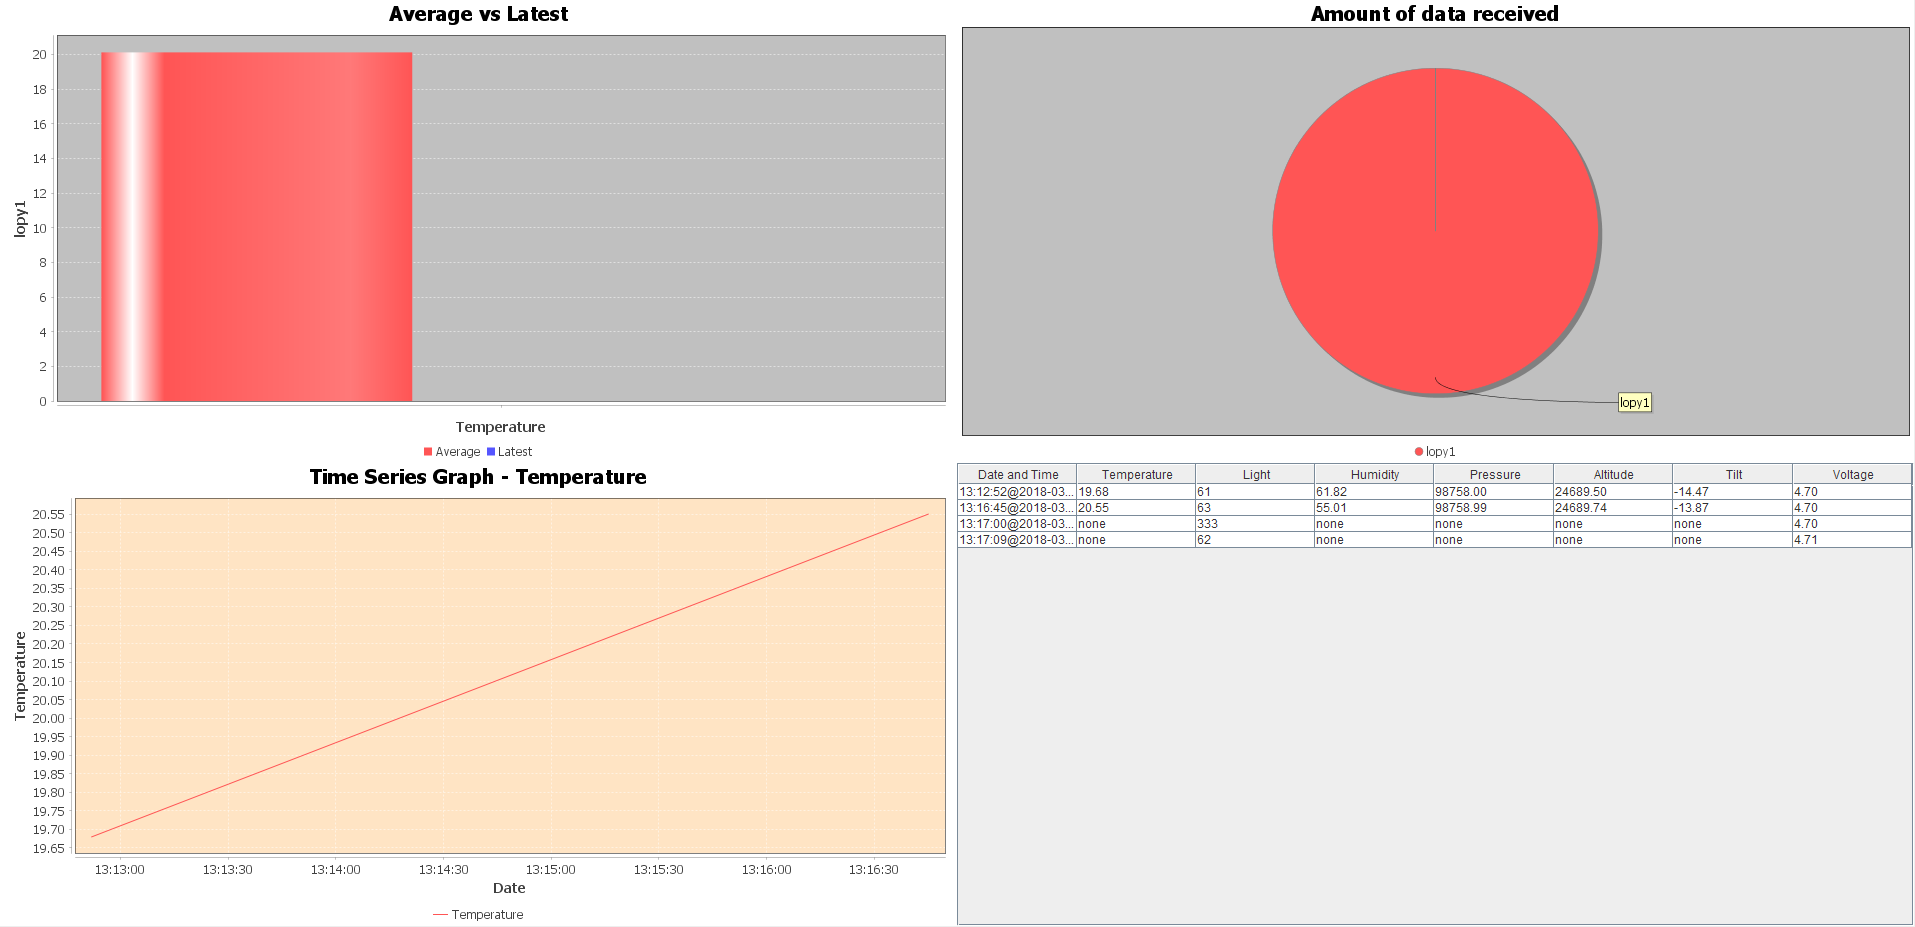 Average vs Latest
20
18
16
14
12
10
8
6
4
2
0
lopy1
Temperature
Average Latest
Amount of data received
lopy1
lopy1
Time Series Graph - Temperature
20.55
20.50
20.45
20.40
20.35
20.30
20.25
20.20
20.15
20.10
20.05
20.00
19.95
19.90
19.85
19.80
19.75
19.70
19.65
Temperature
13:13:00 13:13:30 13:14:00 13:14:30 13:15:00 13:15:30 13:16:00 13:16:30
Date
Temperature
Date and Time Temperature Light Humidity Pressure Altitude Tilt Voltage
13:12:52@2018-03... 19.68 61 61.82 98758.00 24689.50 -14.47 4.70
13:16:45@2018-03... 20.55 63 55.01 98758.99 24689.74 -13.87 4.70
13:17:00@2018-03... none 333 none none none none 4.70
13:17:09@2018-03... none 62 none none none none 4.71